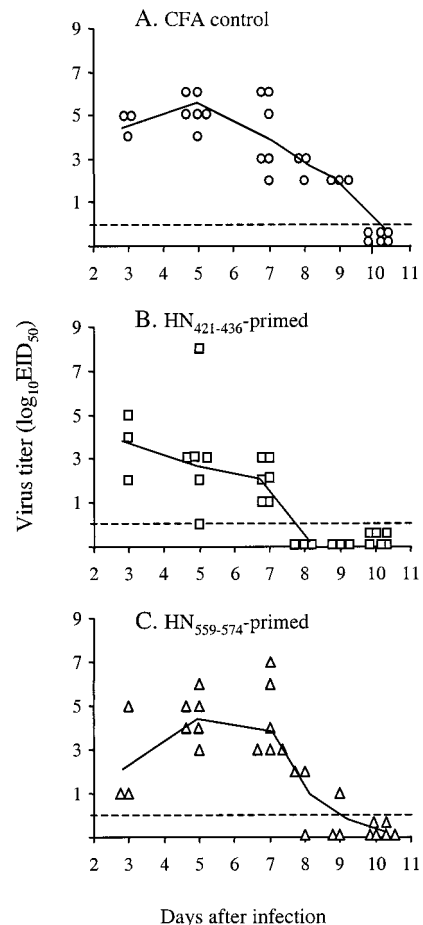 A. CFA control
9
7
5
3
1
2 3 4 5 6 7 8 9 10 11
B. HN421-436-primed
9
7
5
3
1
2 3 4 5 6 7 8 9 10 11
Virus titer (log10EID50)
C. HN559-574-primed
9
7
5
3
1
2 3 4 5 6 7 8 9 10 11
Days after infection